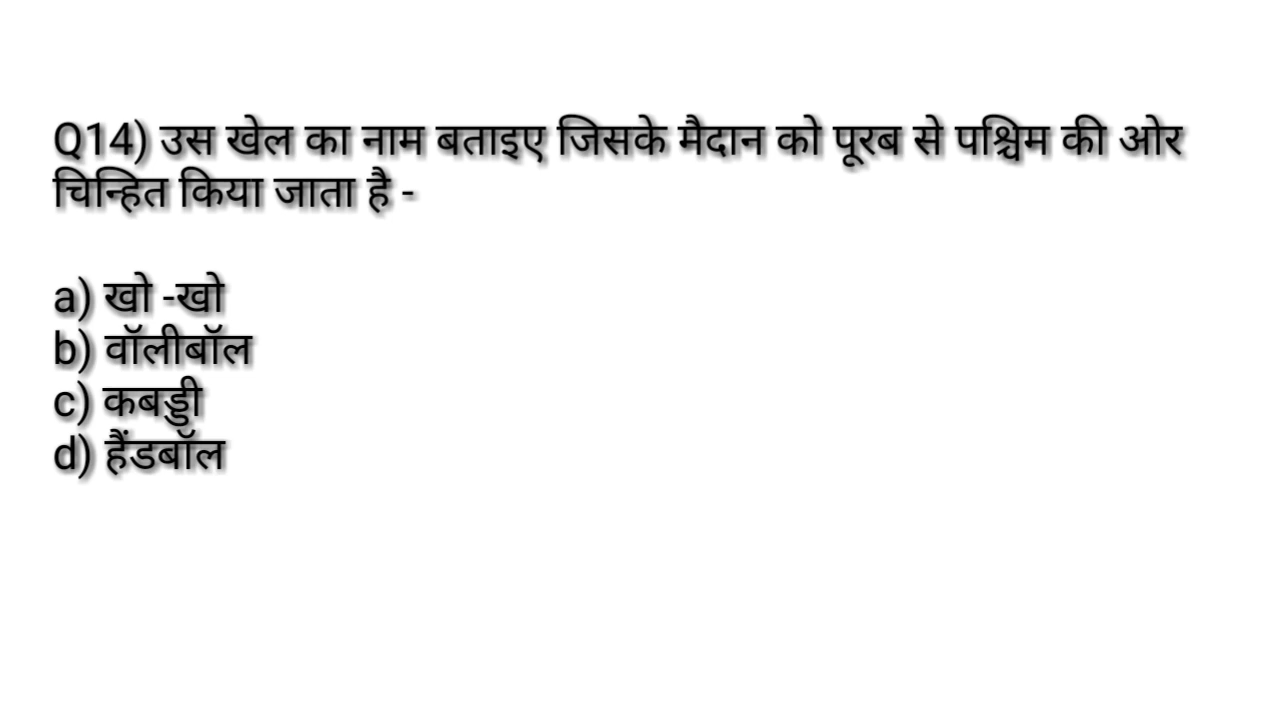 Q14) उस खेल का नाम बताइए जिसके मैदान को पूरब से पश्चिम की ओर
चिन्हित किया जाता है -
a) खो -खो
b) वॉलीबॉल
c) कबड्डी
d) हैंडबॉल